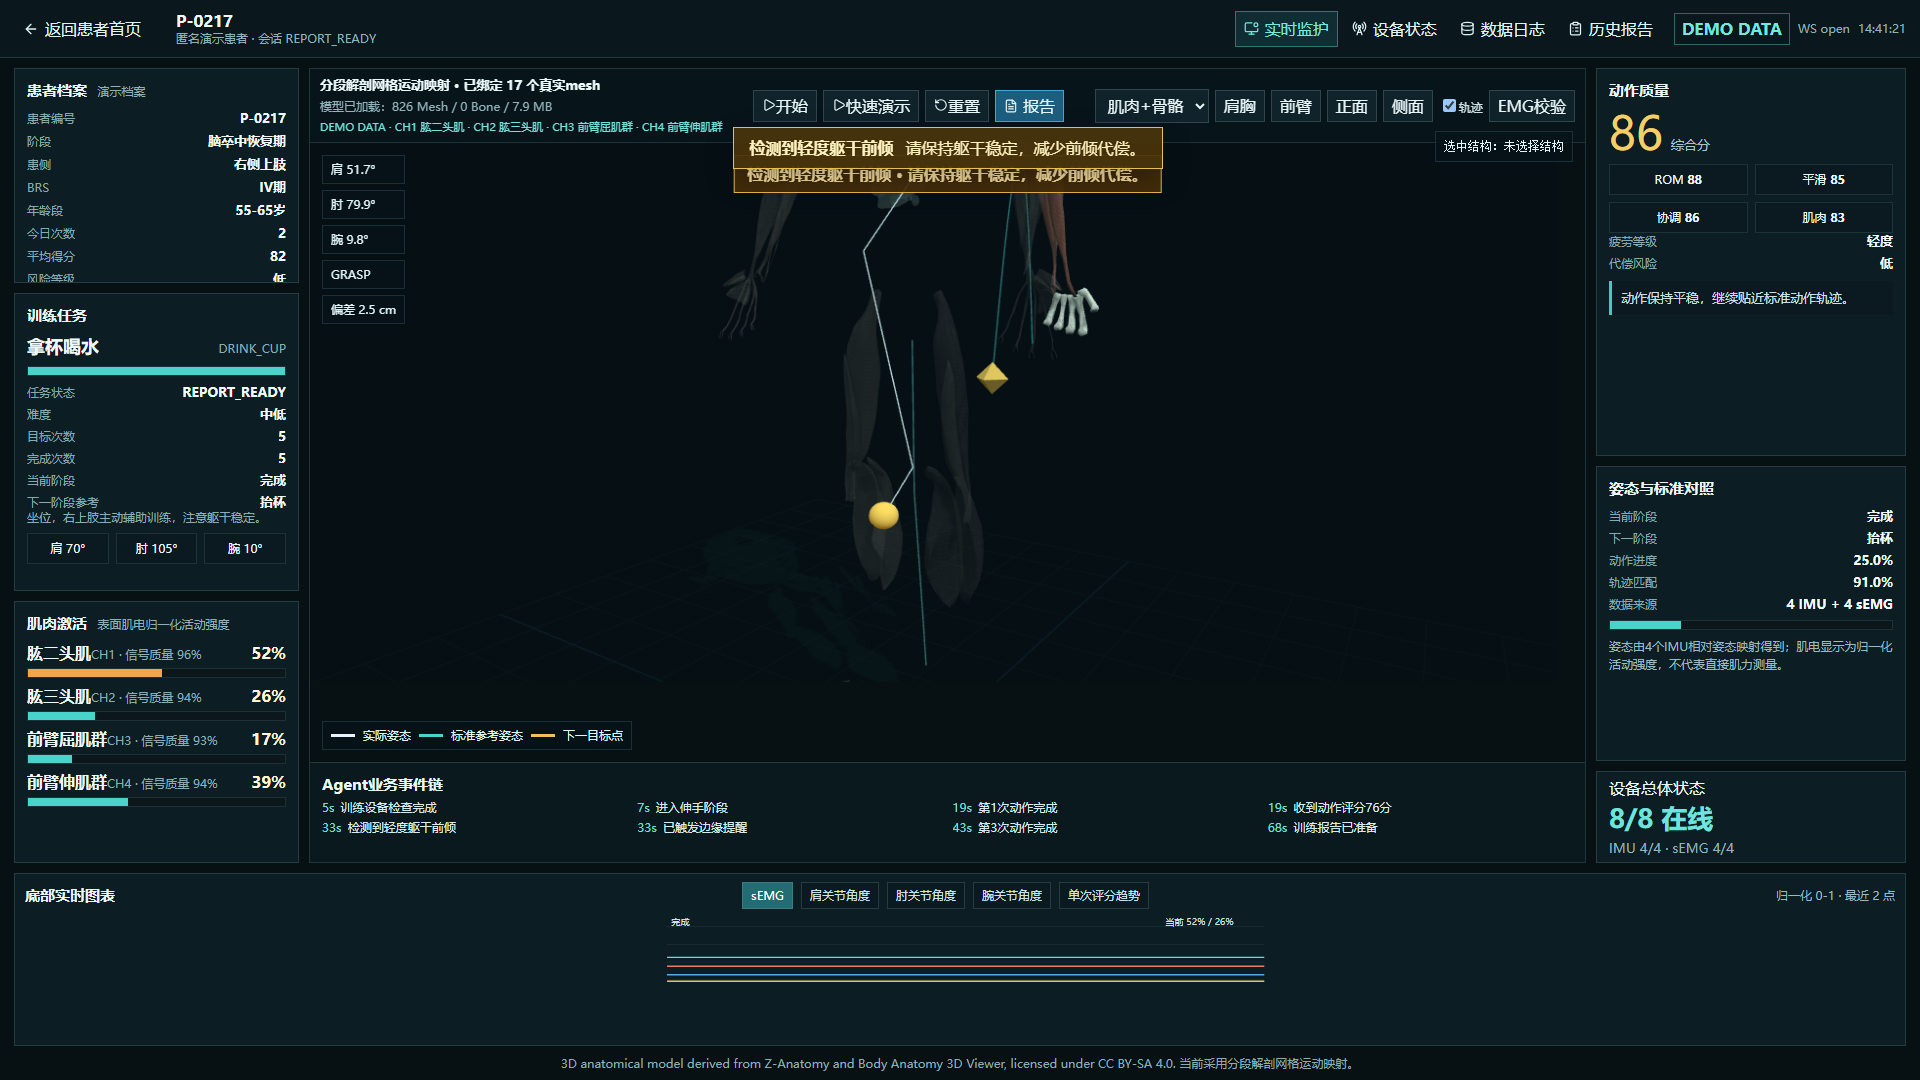 返回患者首页
P-0217
匿名演示患者 · 会话 REPORT_READY
实时监护
设备状态
数据日志
历史报告
DEMO DATA
WS open 14:41:21
患者档案 演示档案
患者编号 P-0217
阶段 脑卒中恢复期
患侧 右侧上肢
BRS IV期
年龄段 55-65岁
今日次数 2
平均得分 82
风险等级 低
训练任务
拿杯喝水 DRINK_CUP
任务状态 REPORT_READY
难度 中低
目标次数 5
完成次数 5
当前阶段 完成
下一阶段参考 抬杯
坐位，右上肢主动辅助训练，注意躯干稳定。
肩 70° 肘 105° 腕 10°
肌肉激活 表面肌电归一化活动强度
肱二头肌CH1 · 信号质量 96% 52%
肱三头肌CH2 · 信号质量 94% 26%
前臂屈肌群CH3 · 信号质量 93% 17%
前臂伸肌群CH4 · 信号质量 94% 39%
分段解剖网格运动映射 • 已绑定 17 个真实mesh
模型已加载：826 Mesh / 0 Bone / 7.9 MB
DEMO DATA · CH1 肱二头肌 · CH2 肱三头肌 · CH3 前臂屈肌群 · CH4 前臂伸肌群
开始 快速演示 重置 报告
肌肉+骨骼 肩胸 前臂 正面 侧面 轨迹 EMG校验
检测到轻度躯干前倾 请保持躯干稳定，减少前倾代偿。
检测到轻度躯干前倾 • 请保持躯干稳定，减少前倾代偿。
选中结构：未选择结构
肩 51.7°
肘 79.9°
腕 9.8°
GRASP
偏差 2.5 cm
实际姿态 标准参考姿态 下一目标点
Agent业务事件链
5s 训练设备检查完成
7s 进入伸手阶段
19s 第1次动作完成
19s 收到动作评分76分
33s 检测到轻度躯干前倾
33s 已触发边缘提醒
43s 第3次动作完成
68s 训练报告已准备
动作质量
86 综合分
ROM 88 平滑 85
协调 86 肌肉 83
疲劳等级 轻度
代偿风险 低
动作保持平稳，继续贴近标准动作轨迹。
姿态与标准对照
当前阶段 完成
下一阶段 抬杯
动作进度 25.0%
轨迹匹配 91.0%
数据来源 4 IMU + 4 sEMG
姿态由4个IMU相对姿态映射得到；肌电显示为归一化
活动强度，不代表直接肌力测量。
设备总体状态
8/8 在线
IMU 4/4 · sEMG 4/4
底部实时图表
sEMG 肩关节角度 肘关节角度 腕关节角度 单次评分趋势
归一化 0-1 · 最近 2 点
完成 当前 52% / 26%
3D anatomical model derived from Z-Anatomy and Body Anatomy 3D Viewer, licensed under CC BY-SA 4.0. 当前采用分段解剖网格运动映射。